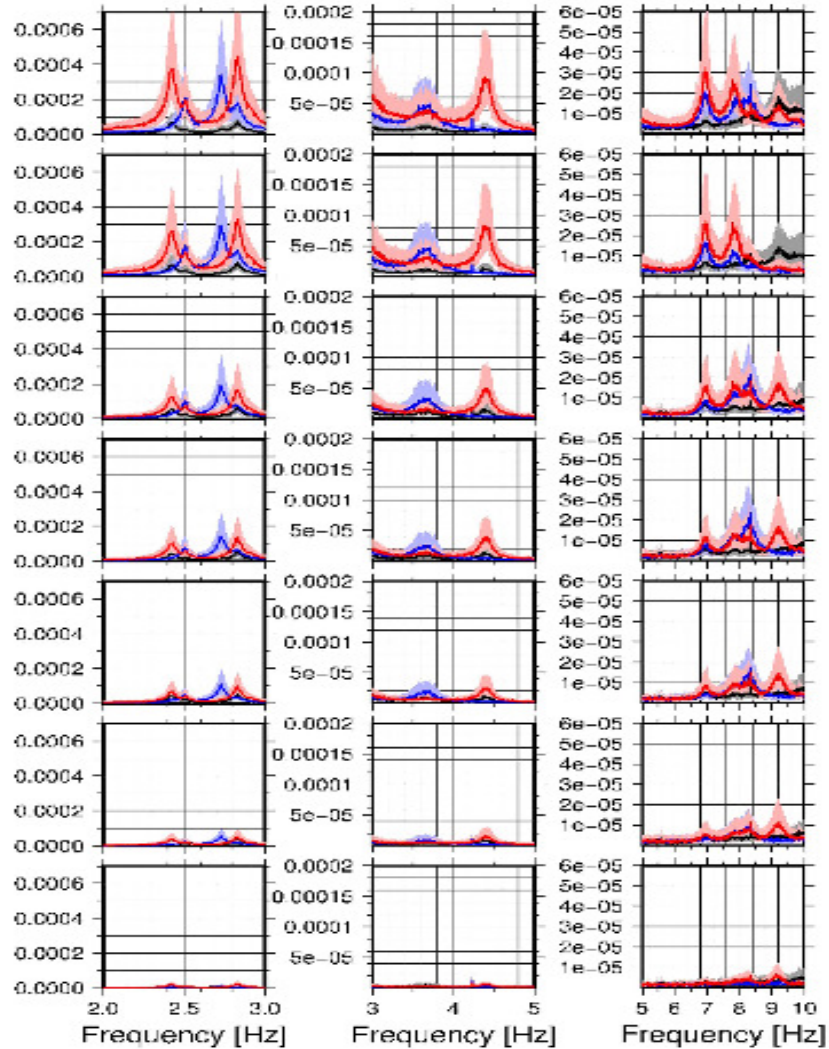 0.0006
0.0004
0.0002
0.0000
0.0002
0.00015
0.0001
5e-05
6e-05
5e-05
4e-05
3e-05
2e-05
1e-05
0.0006
0.0004
0.0002
0.0000
0.0002
0.00015
0.0001
5e-05
6e-05
5e-05
4e-05
3e-05
2e-05
1e-05
0.0006
0.0004
0.0002
0.0000
0.0002
0.00015
0.0001
5e-05
6e-05
5e-05
4e-05
3e-05
2e-05
1e-05
0.0006
0.0004
0.0002
0.0000
0.0002
0.00015
0.0001
5e-05
6e-05
5e-05
4e-05
3e-05
2e-05
1e-05
0.0006
0.0004
0.0002
0.0000
0.0002
0.00015
0.0001
5e-05
6e-05
5e-05
4e-05
3e-05
2e-05
1e-05
0.0006
0.0004
0.0002
0.0000
0.0002
0.00015
0.0001
5e-05
6e-05
5e-05
4e-05
3e-05
2e-05
1e-05
0.0006
0.0004
0.0002
0.0000
0.0002
0.00015
0.0001
5e-05
6e-05
5e-05
4e-05
3e-05
2e-05
1e-05
2.0 2.5 3.0 3 4 5 5 6 7 8 9 10
Frequency [Hz] Frequency [Hz] Frequency [Hz]